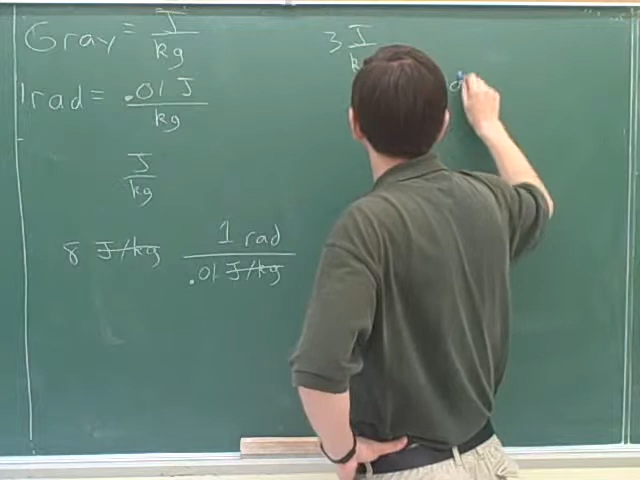 Gray = J/kg
1 rad = .01 J/kg
J/kg
8 J/kg 1 rad/.01 J/kg
3 J/k